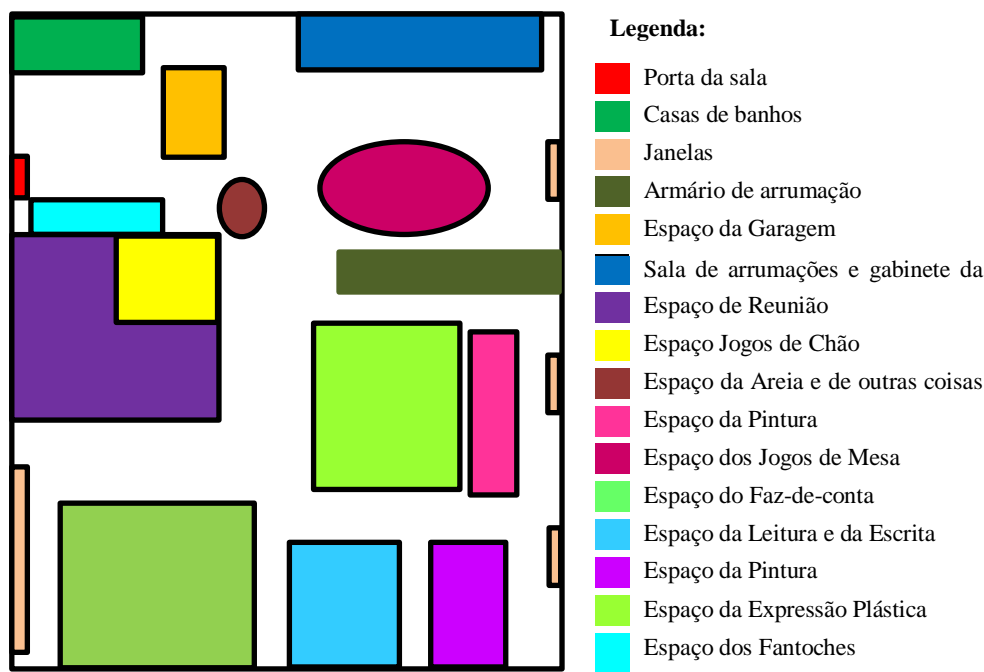 Legenda:
Porta da sala
Casas de banhos
Janelas
Armário de arrumação
Espaço da Garagem
Sala de arrumações e gabinete da
Espaço de Reunião
Espaço Jogos de Chão
Espaço da Areia e de outras coisas
Espaço da Pintura
Espaço dos Jogos de Mesa
Espaço do Faz-de-conta
Espaço da Leitura e da Escrita
Espaço da Pintura
Espaço da Expressão Plástica
Espaço dos Fantoches